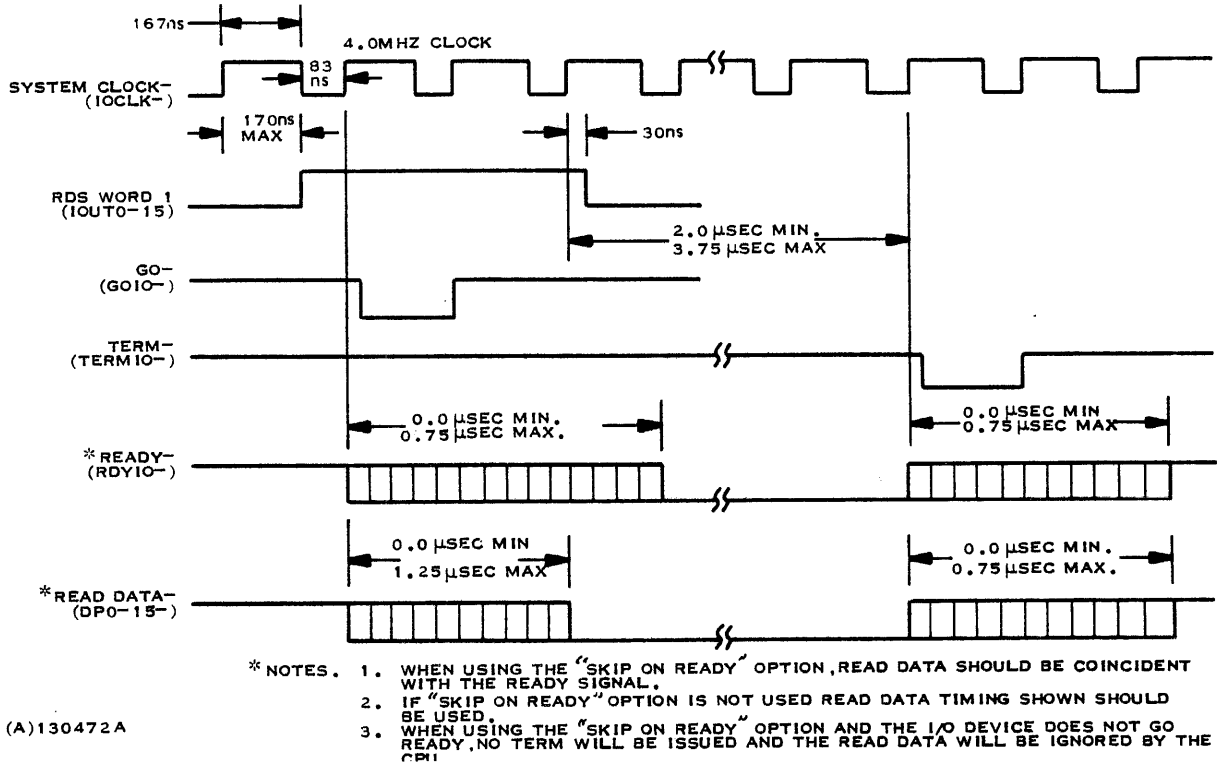 167ns
4.0MHZ CLOCK
83
ns
SYSTEM CLOCK-
(IOCLK-)
170ns
MAX
30ns
RDS WORD 1
(IOUT0-15)
2.0 µSEC MIN.
3.75 µSEC MAX
GO-
(GOIO-)
TERM-
(TERMIO-)
0.0 µSEC MIN.
0.75 µSEC MAX.
0.0 µSEC MIN
0.75 µSEC MAX
*READY-
(RDYIO-)
0.0 µSEC MIN
1.25 µSEC MAX
0.0 µSEC MIN.
0.75 µSEC MAX.
*READ DATA-
(DP0-15-)
*NOTES. 1. WHEN USING THE "SKIP ON READY" OPTION, READ DATA SHOULD BE COINCIDENT
WITH THE READY SIGNAL.
2. IF "SKIP ON READY" OPTION IS NOT USED READ DATA TIMING SHOWN SHOULD
BE USED.
3. WHEN USING THE "SKIP ON READY" OPTION AND THE I/O DEVICE DOES NOT GO
READY, NO TERM WILL BE ISSUED AND THE READ DATA WILL BE IGNORED BY THE
CPU
(A)130472A